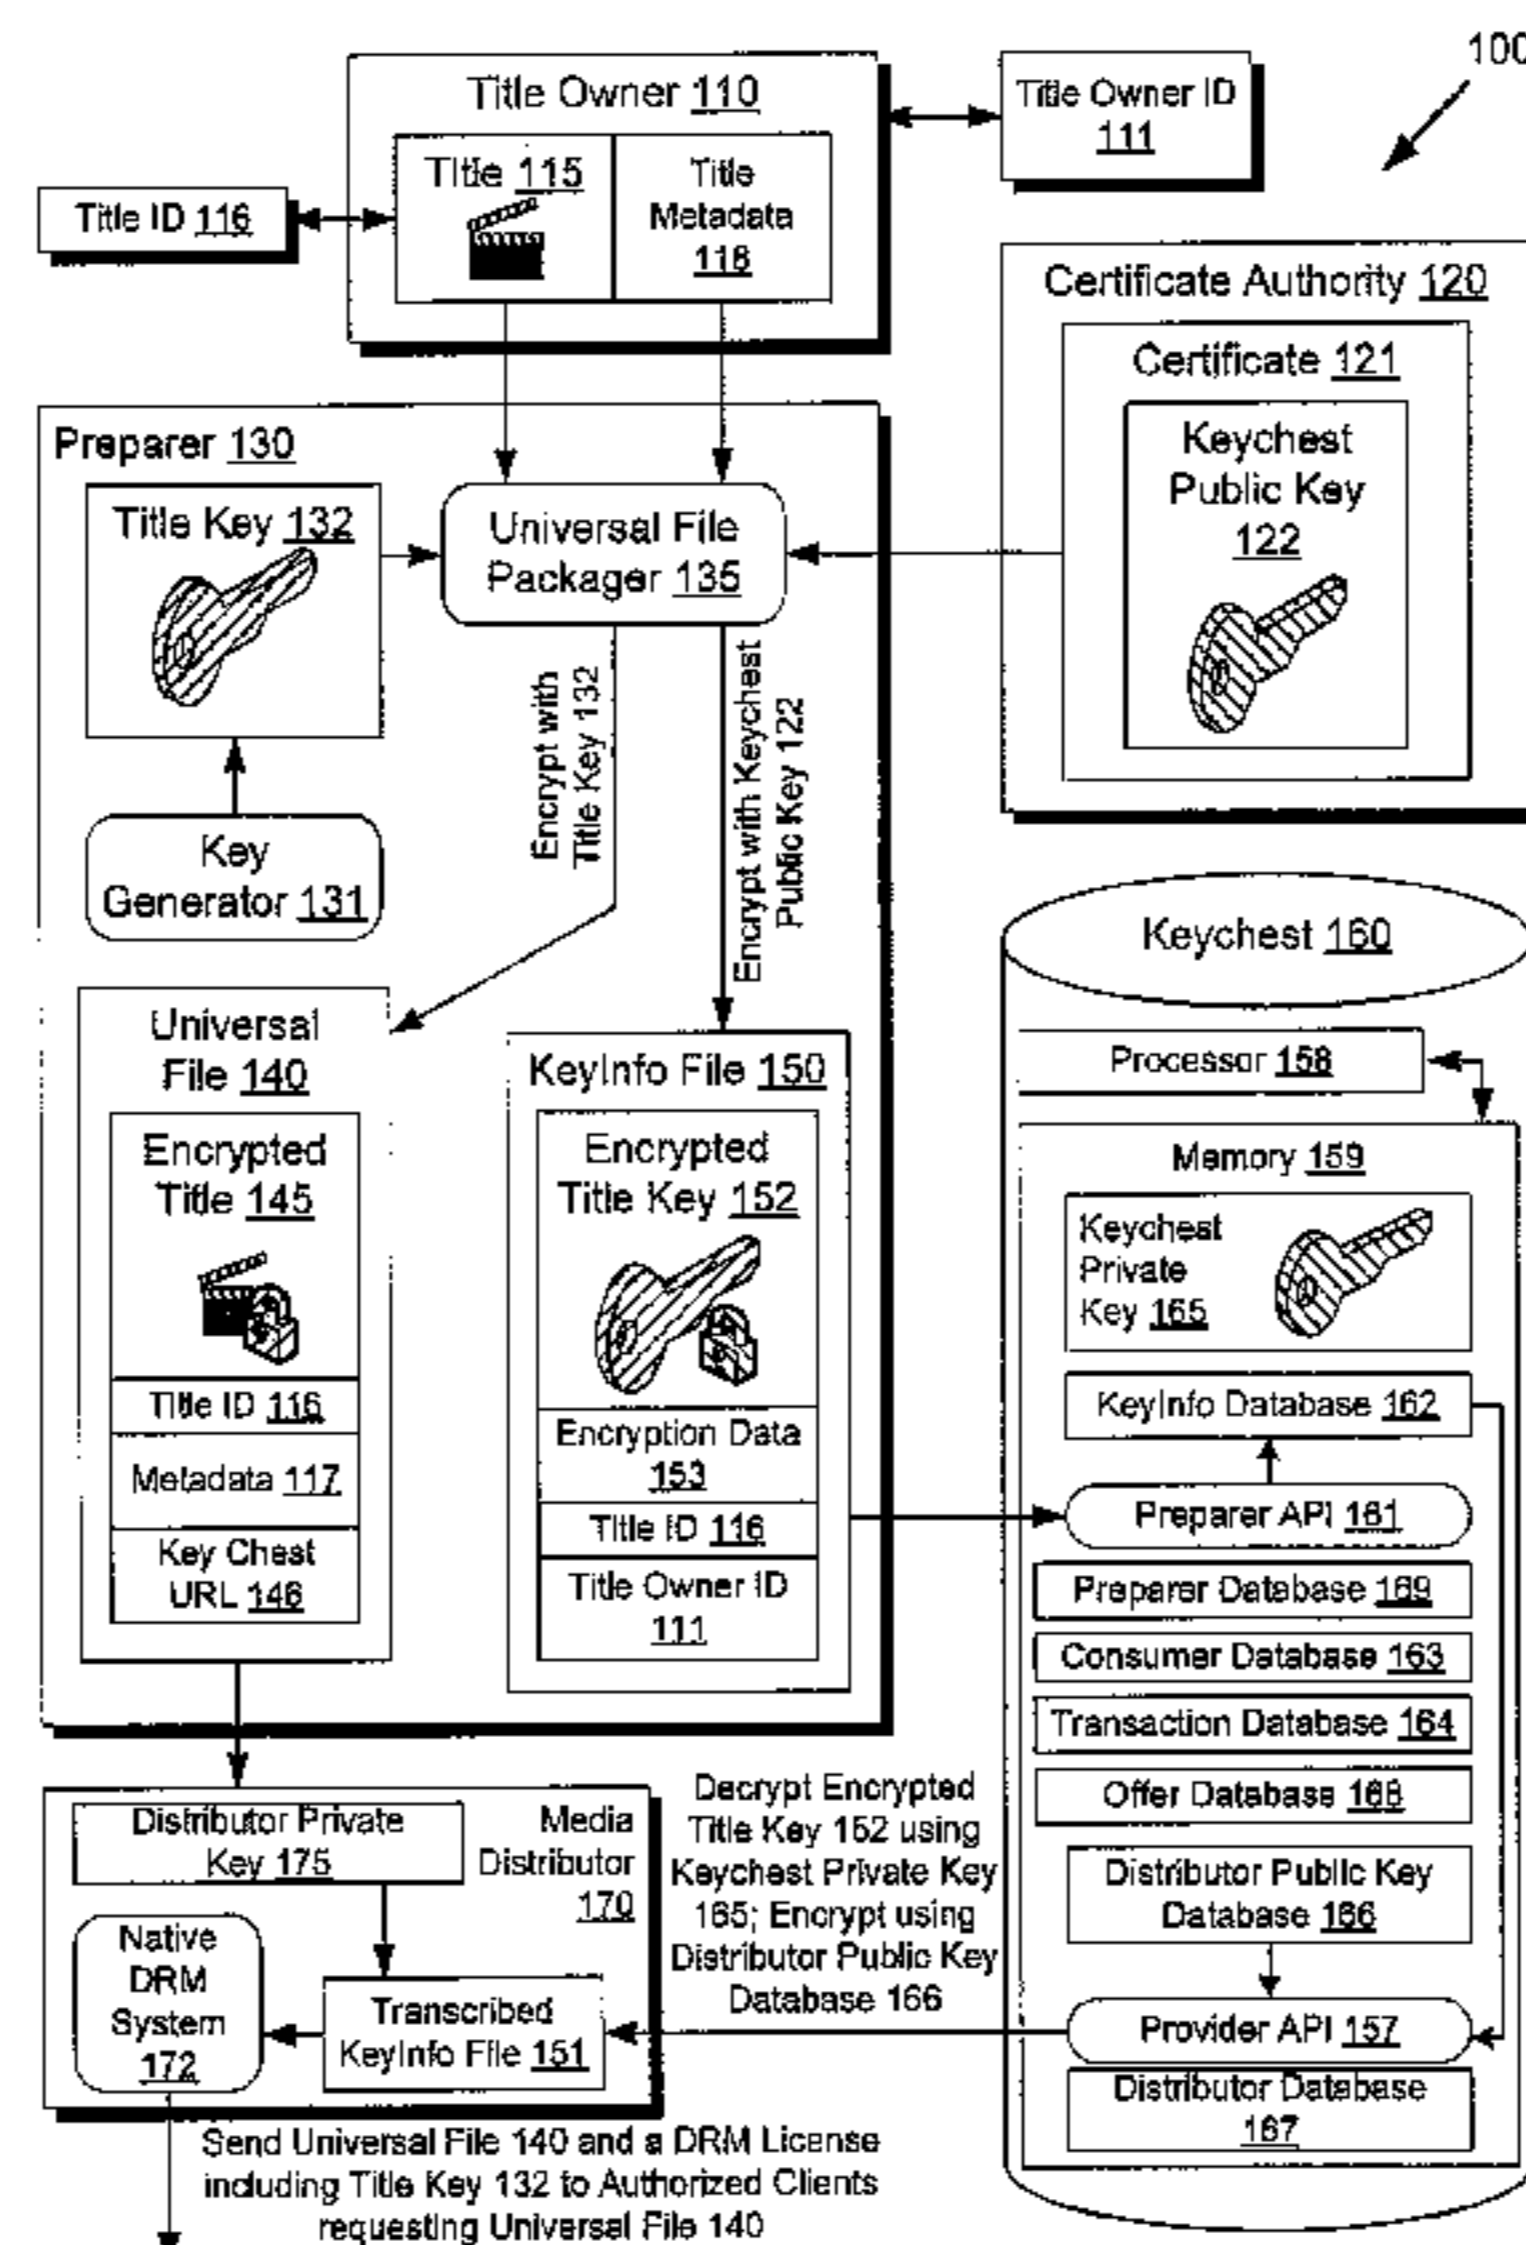 100
Title Owner 110
Title Owner ID
111
Title 115
Title
Metadata
118
Title ID 116
Certificate Authority 120
Certificate 121
Keychest
Public Key
122
Preparer 130
Title Key 132
Universal File
Packager 135
Key
Generator 131
Encrypt with
Title Key 132
Encrypt with Keychest
Public Key 122
Universal
File 140
Encrypted
Title 145
Title ID 116
Metadata 117
Key Chest
URL 146
KeyInfo File 150
Encrypted
Title Key 152
Encryption Data
153
Title ID 116
Title Owner ID
111
Keychest 160
Processor 158
Memory 159
Keychest
Private
Key 165
KeyInfo Database 162
Preparer API 161
Preparer Database 169
Consumer Database 163
Transaction Database 164
Offer Database 168
Distributor Public Key
Database 166
Provider API 157
Distributor Database
167
Distributor Private
Key 175
Media
Distributor
170
Native
DRM
System
172
Transcribed
KeyInfo File 151
Decrypt Encrypted
Title Key 152 using
Keychest Private Key
165; Encrypt using
Distributor Public Key
Database 166
Send Universal File 140 and a DRM License
including Title Key 132 to Authorized Clients
requesting Universal File 140